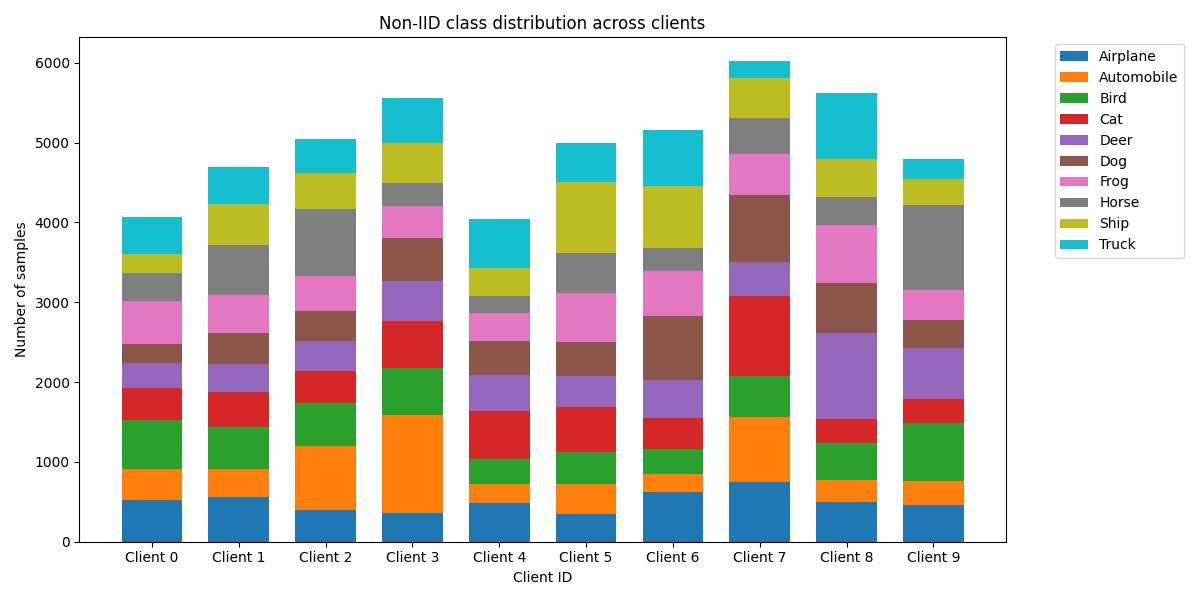 Non-IID class distribution across clients
Number of samples
6000
5000
4000
3000
2000
1000
0
Client 0 Client 1 Client 2 Client 3 Client 4 Client 5 Client 6 Client 7 Client 8 Client 9
Client ID
Airplane
Automobile
Bird
Cat
Deer
Dog
Frog
Horse
Ship
Truck